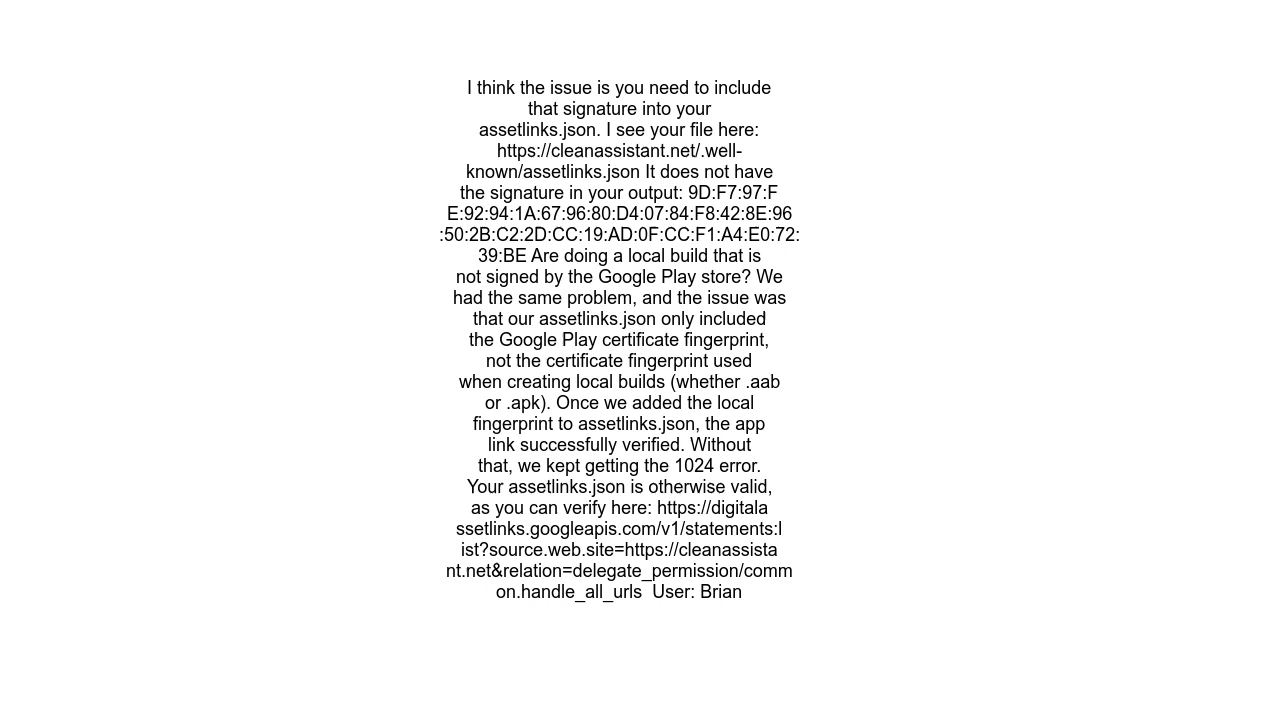 I think the issue is you need to include
that signature into your
assetlinks.json. I see your file here:
https://cleanassistant.net/.well-
known/assetlinks.json It does not have
the signature in your output: 9D:F7:97:F
E:92:94:1A:67:96:80:D4:07:84:F8:42:8E:96
:50:2B:C2:2D:CC:19:AD:0F:CC:F1:A4:E0:72:
39:BE Are doing a local build that is
not signed by the Google Play store? We
had the same problem, and the issue was
that our assetlinks.json only included
the Google Play certificate fingerprint,
not the certificate fingerprint used
when creating local builds (whether .aab
or .apk). Once we added the local
fingerprint to assetlinks.json, the app
link successfully verified. Without
that, we kept getting the 1024 error.
Your assetlinks.json is otherwise valid,
as you can verify here: https://digitala
ssetlinks.googleapis.com/v1/statements:l
ist?source.web.site=https://cleanassista
nt.net&relation=delegate_permission/comm
on.handle_all_urls  User: Brian